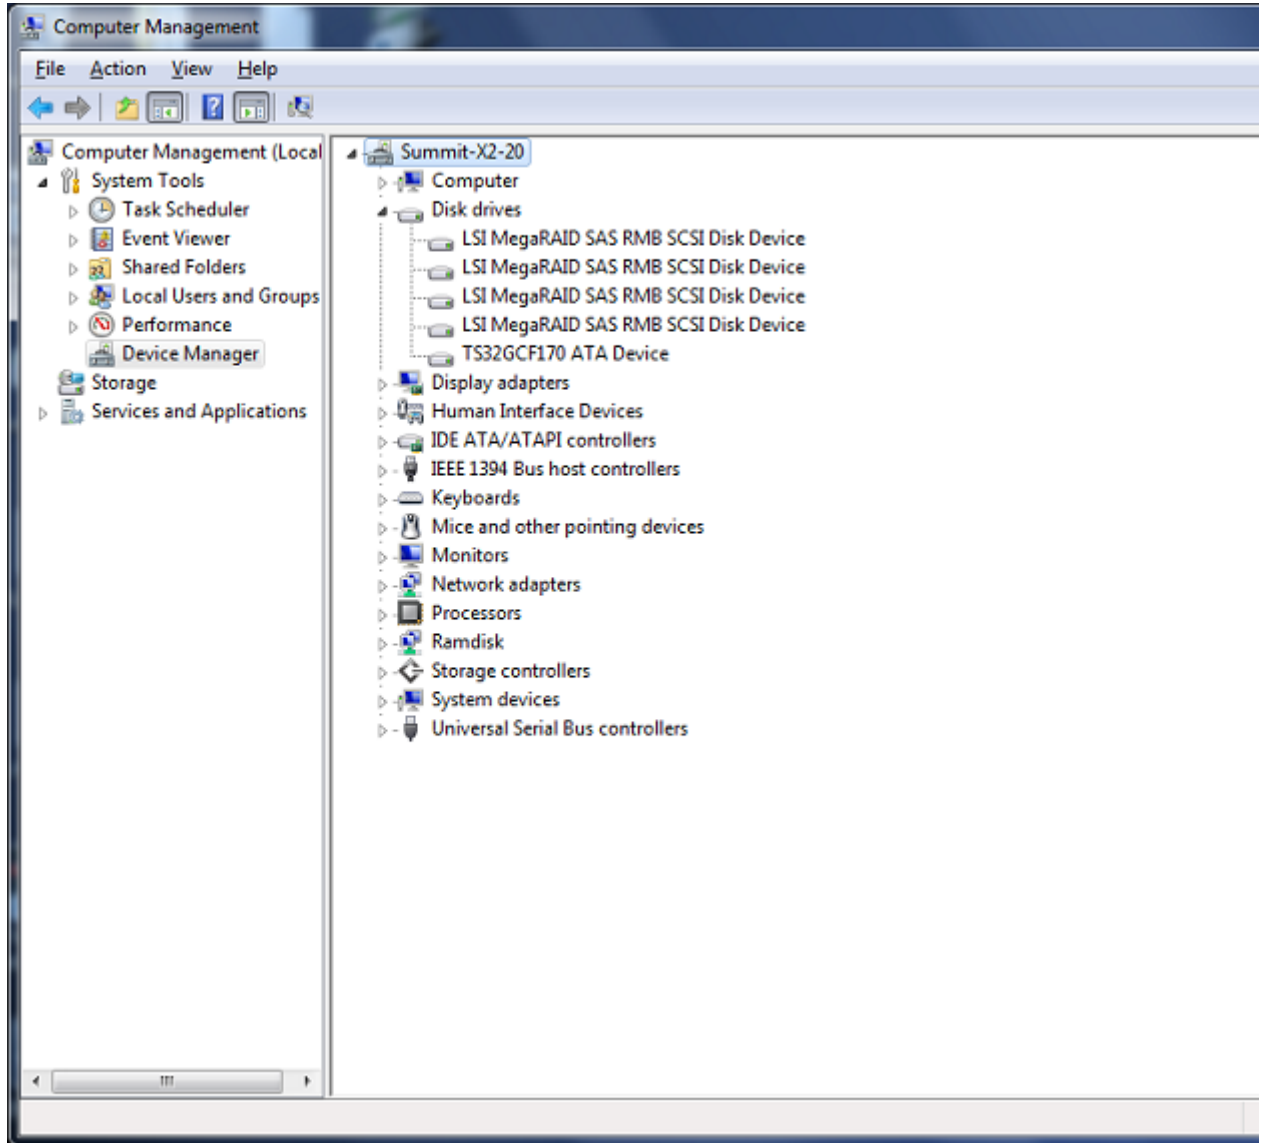 Computer Management
File Action View Help
Computer Management (Local
System Tools
Task Scheduler
Event Viewer
Shared Folders
Local Users and Groups
Performance
Device Manager
Storage
Services and Applications
Summit-X2-20
Computer
Disk drives
LSI MegaRAID SAS RMB SCSI Disk Device
LSI MegaRAID SAS RMB SCSI Disk Device
LSI MegaRAID SAS RMB SCSI Disk Device
LSI MegaRAID SAS RMB SCSI Disk Device
TS32GCF170 ATA Device
Display adapters
Human Interface Devices
IDE ATA/ATAPI controllers
IEEE 1394 Bus host controllers
Keyboards
Mice and other pointing devices
Monitors
Network adapters
Processors
Ramdisk
Storage controllers
System devices
Universal Serial Bus controllers